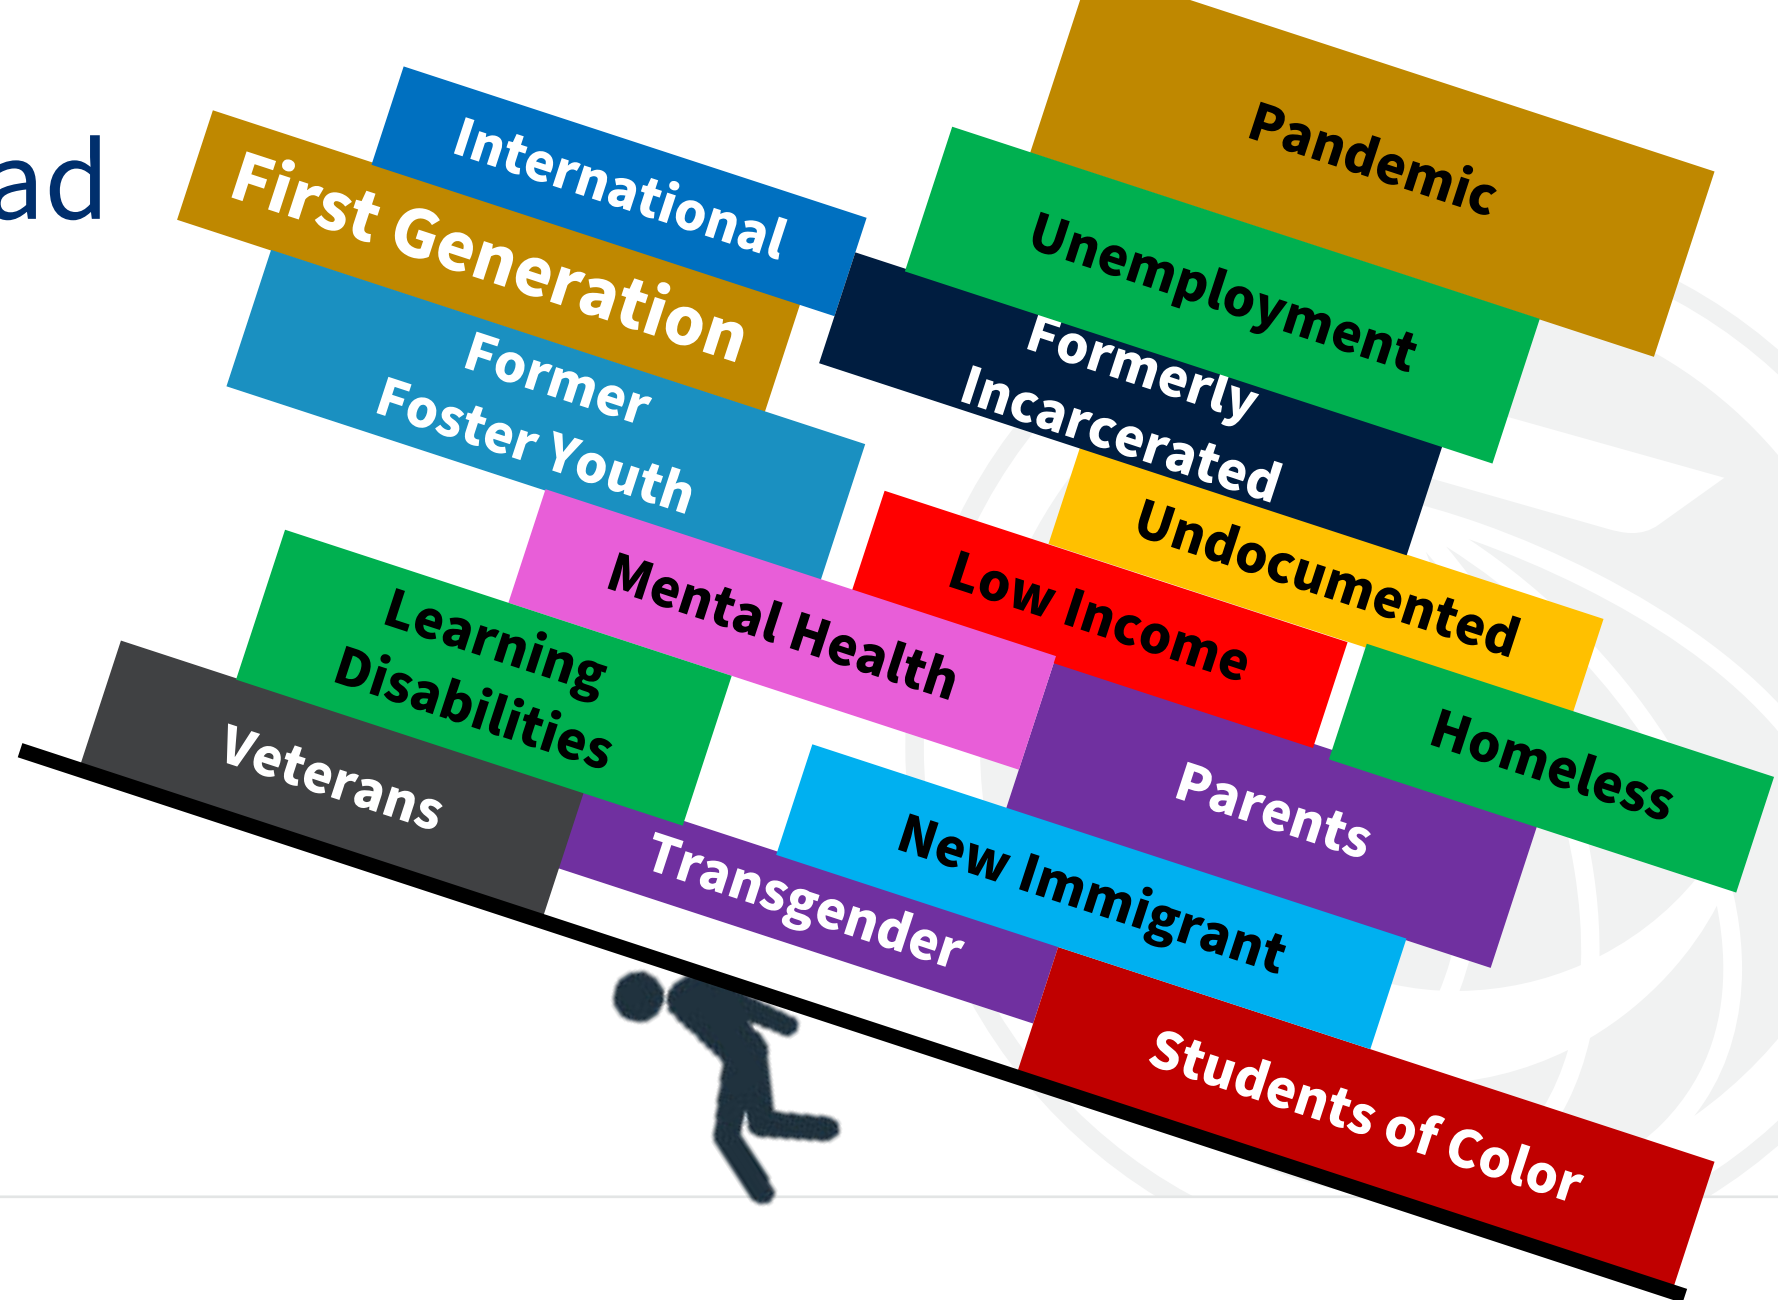 ad
International
First Generation
Former
Foster Youth
Pandemic
Unemployment
Formerly
Incarcerated
Undocumented
Low Income
Mental Health
Learning
Disabilities
Homeless
Parents
Veterans
New Immigrant
Transgender
Students of Color